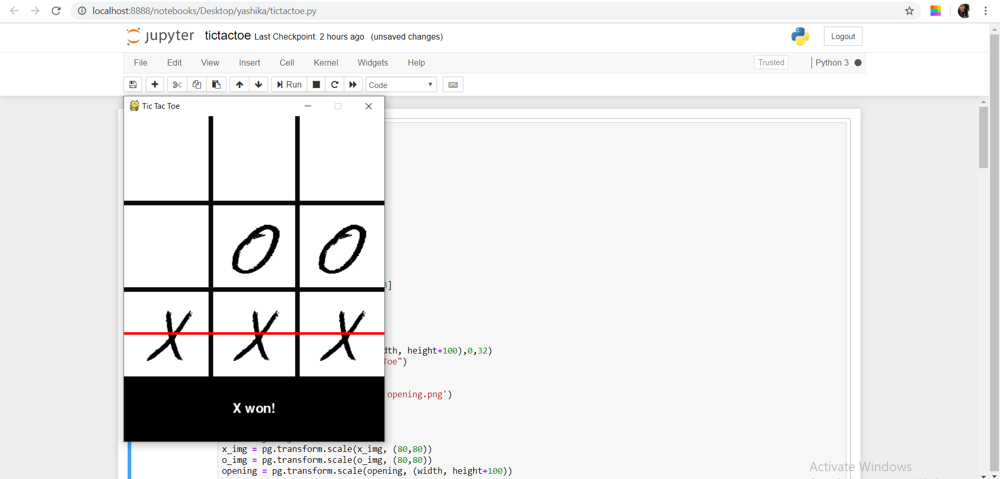 localhost:8888/notebooks/Desktop/yashika/tictactoe.py
jupyter tictactoe Last Checkpoint: 2 hours ago (unsaved changes) Logout
File Edit View Insert Cell Kernel Widgets Help Trusted Python 3
Run Code
Tic Tac Toe
O O
3]
X X X
dth, height+100),0,32)
Toe")
opening.png')
X won!
x_img = pg.transform.scale(x_img, (80,80))
o_img = pg.transform.scale(o_img, (80,80))
opening = pg.transform.scale(opening, (width, height+100))
Activate Windows